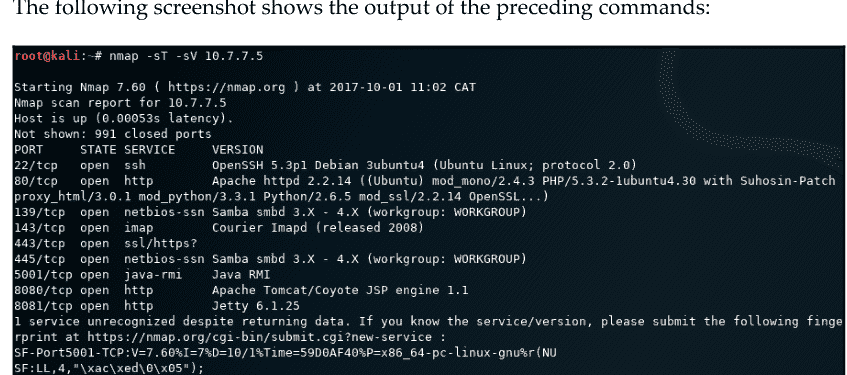 The following screenshot shows the output of the preceding commands:
root@kali:~# nmap -sT -sV 10.7.7.5
Starting Nmap 7.60 ( https://nmap.org ) at 2017-10-01 11:02 CAT
Nmap scan report for 10.7.7.5
Host is up (0.00053s latency).
Not shown: 991 closed ports
PORT     STATE SERVICE     VERSION
22/tcp   open  ssh         OpenSSH 5.3p1 Debian 3ubuntu4 (Ubuntu Linux; protocol 2.0)
80/tcp   open  http        Apache httpd 2.2.14 ((Ubuntu) mod_mono/2.4.3 PHP/5.3.2-1ubuntu4.30 with Suhosin-Patch
proxy_html/3.0.1 mod_python/3.3.1 Python/2.6.5 mod_ssl/2.2.14 OpenSSL...)
139/tcp  open  netbios-ssn Samba smbd 3.X - 4.X (workgroup: WORKGROUP)
143/tcp  open  imap        Courier Imapd (released 2008)
443/tcp  open  ssl/https?
445/tcp  open  netbios-ssn Samba smbd 3.X - 4.X (workgroup: WORKGROUP)
5001/tcp open  java-rmi    Java RMI
8080/tcp open  http        Apache Tomcat/Coyote JSP engine 1.1
8081/tcp open  http        Jetty 6.1.25
1 service unrecognized despite returning data. If you know the service/version, please submit the following finge
rprint at https://nmap.org/cgi-bin/submit.cgi?new-service :
SF-Port5001-TCP:V=7.60%I=7%D=10/1%Time=59D0AF40%P=x86_64-pc-linux-gnu%r(NU
SF:LL,4,"\xac\xed\0\x05");